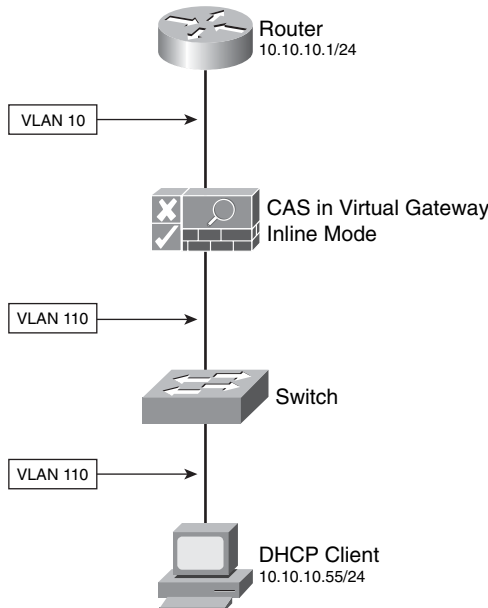 Router
10.10.10.1/24
VLAN 10
CAS in Virtual Gateway
Inline Mode
VLAN 110
Switch
VLAN 110
DHCP Client
10.10.10.55/24